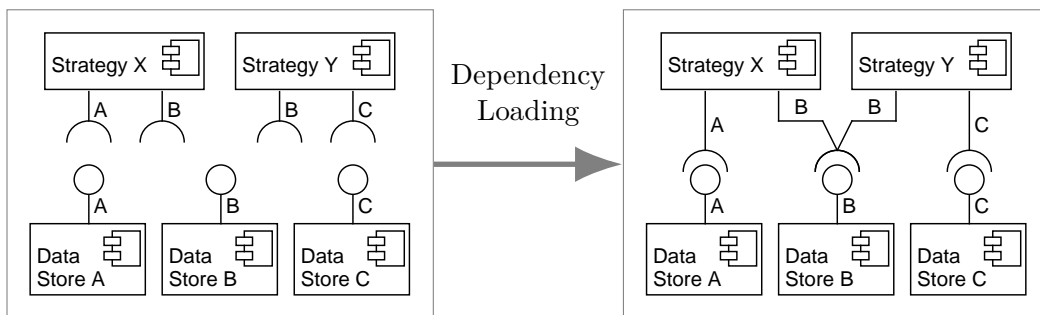 Strategy X
Strategy Y
A
B
B
C
A
B
C
Data
Store A
Data
Store B
Data
Store C
Dependency
Loading
Strategy X
Strategy Y
B
B
A
C
A
B
C
Data
Store A
Data
Store B
Data
Store C